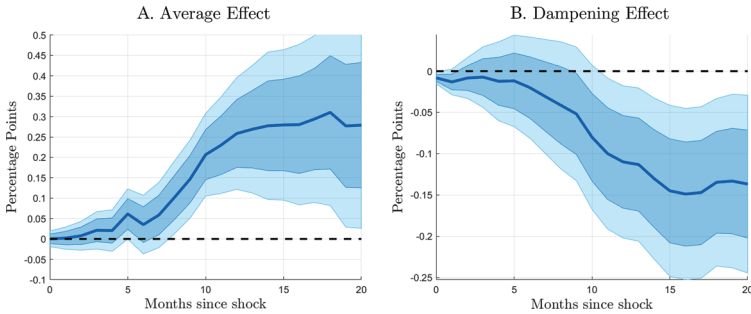 A. Average Effect
Percentage Points
0.5
0.45
0.4
0.35
0.3
0.25
0.2
0.15
0.1
0.05
0
-0.05
-0.1
0 5 10 15 20
Months since shock
B. Dampening Effect
Percentage Points
0
-0.05
-0.1
-0.15
-0.2
-0.25
0 5 10 15 20
Months since shock